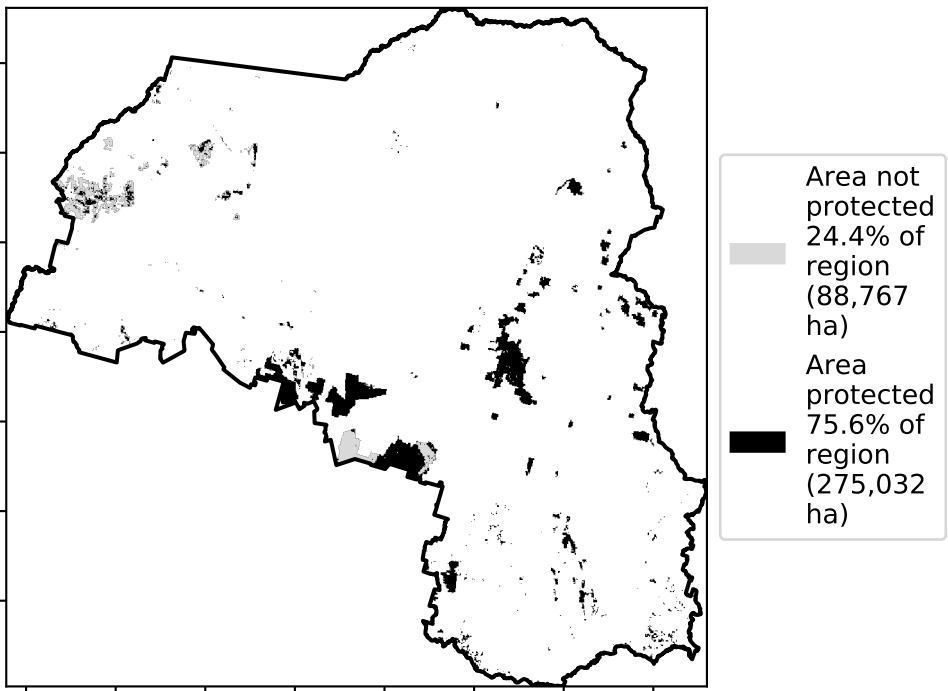 Area not
protected
24.4% of
region
(88,767
ha)
Area
protected
75.6% of
region
(275,032
ha)